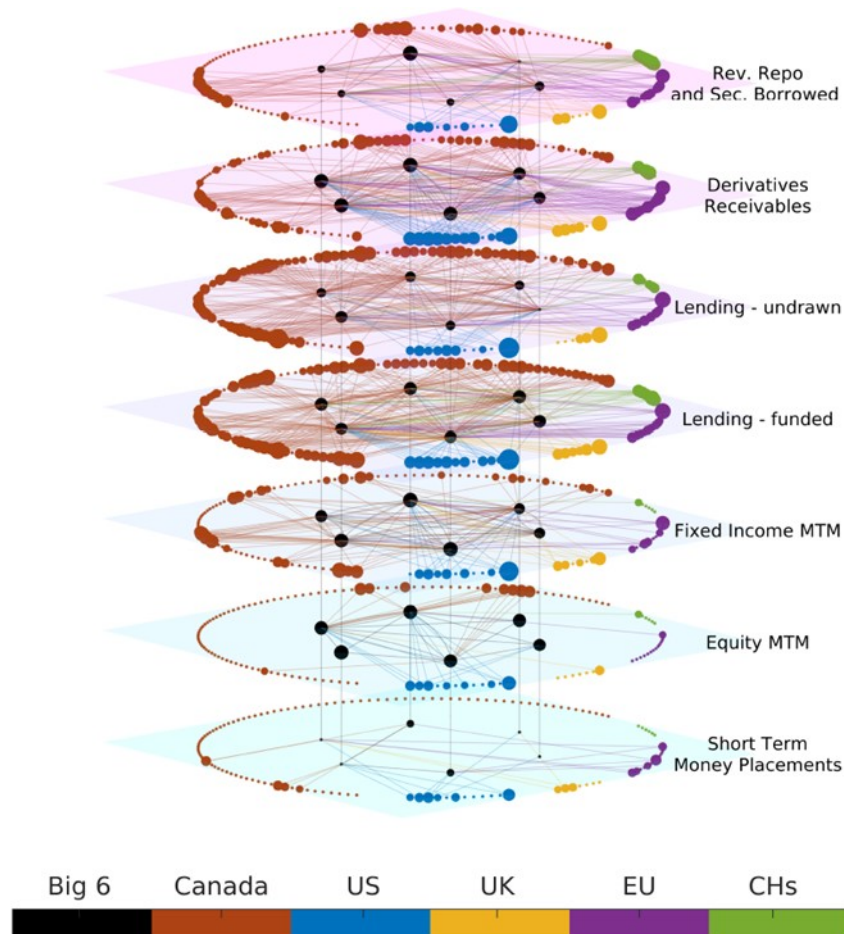 Rev. Repo
and Sec. Borrowed
Derivatives
Receivables
Lending - undrawn
Lending - funded
Fixed Income MTM
Equity MTM
Short Term
Money Placements
Big 6 Canada US UK EU CHs